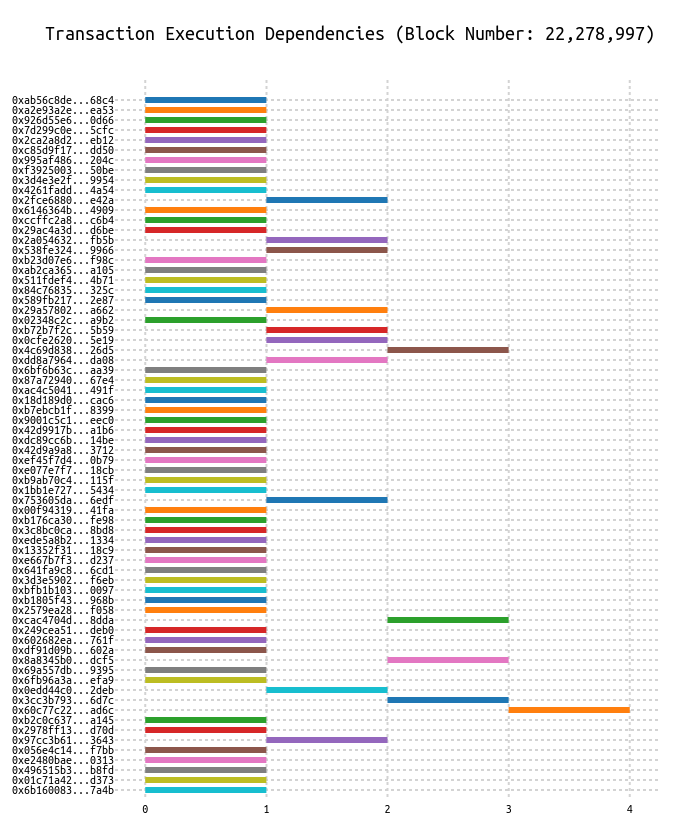 Transaction Execution Dependencies (Block Number: 22,278,997)
0xab56c8de...68c4
0xa2e93a2e...ea53
0x926d55e6...0d66
0x7d299c0e...5cfc
0x2ca2a8d2...eb12
0xc85d9f17...dd50
0x995af486...204c
0xf3925003...50be
0x3d4e3e2f...9954
0x4261fadd...4a54
0x2fce6880...e42a
0x6146364b...4909
0xccffc2a8...c6b4
0x29ac4a3d...d6be
0x2a054632...fb5b
0x538fe324...9966
0xb23d07e6...f98c
0xab2ca365...a105
0x511fdef4...4b71
0x84c76835...325c
0x589fb217...2e87
0x29a57802...a662
0x02348c2c...a9b2
0xb72b7f2c...5b59
0x0cfe2620...5e19
0x4c69d838...26d5
0xdd8a7964...da08
0x6bf6b63c...aa39
0x87a72940...67e4
0xac4c5041...491f
0x18d189d0...cac6
0xb7ebcb1f...8399
0x9001c5c1...eec0
0x42d9917b...a1b6
0xdc89cc6b...14be
0x42d9a9a8...3712
0xef45f7d4...0b79
0xe077e7f7...18cb
0xb9ab70c4...115f
0x1bb1e727...5434
0x753605da...6edf
0x00f94319...41fa
0xb176ca30...fe98
0x3c8bc0ca...8bd8
0xede5a8b2...1334
0x13352f31...18c9
0xe667b7f3...d237
0x641fa9c8...6cd1
0x3d3e5902...f6eb
0xbfb1b103...0097
0xb1805f43...968b
0x2579ea28...f058
0xcac4704d...8dda
0x249cea51...deb0
0x602682ea...761f
0xdf91d09b...602a
0x8a8345b0...dcf5
0x69a557db...9395
0x6fb96a3a...efa9
0x0edd44c0...2deb
0x3cc3b793...6d7c
0x60c77c22...ad6c
0xb2c0c637...a145
0x2978ff13...d70d
0x97cc3b61...3643
0x056e4c14...f7bb
0xe2480bae...0313
0x496515b3...b8fd
0x01c71a42...d373
0x6b160083...7a4b
0 1 2 3 4